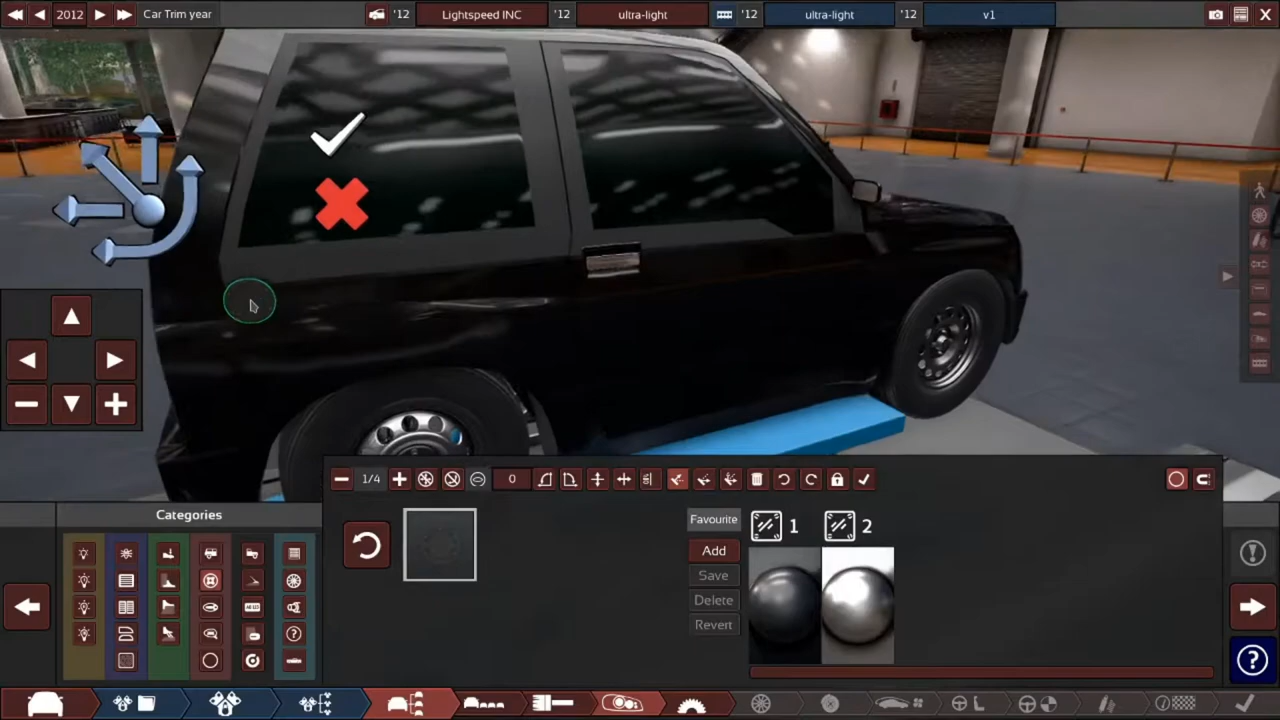 2012 Car Trim year '12 Lightspeed INC '12 ultra-light '12 ultra-light '12 v1
1/4 0
Categories
Favourite 1 2
Add
Save
Delete
Revert
?